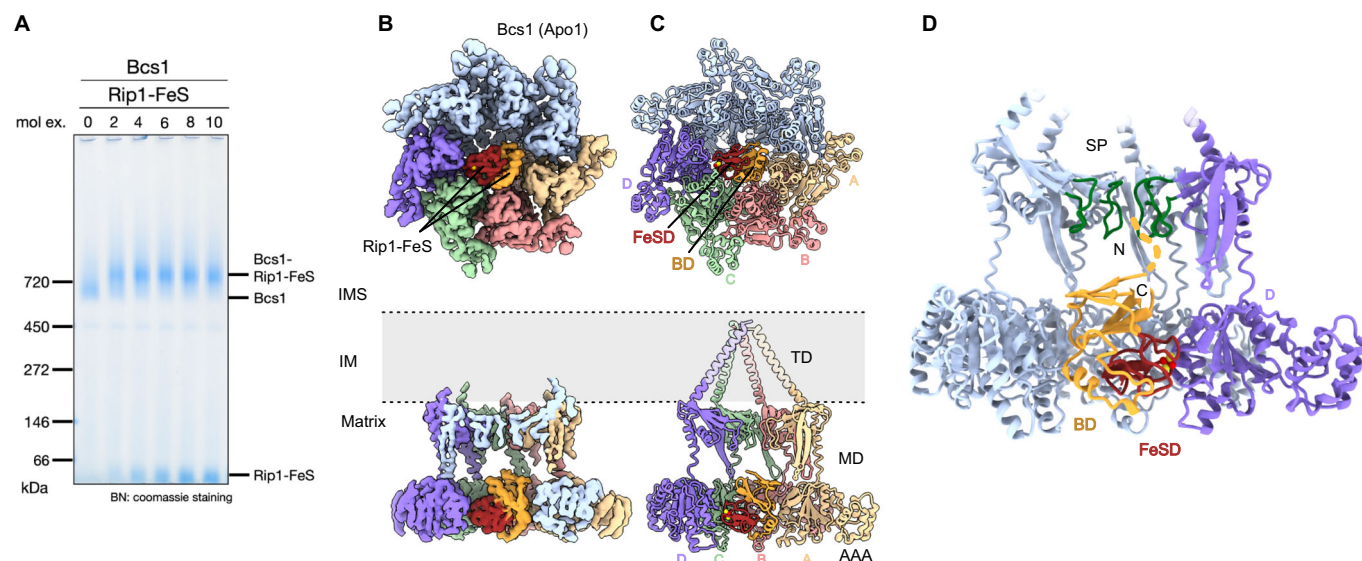 A
Bcs1
Rip1-FeS
mol ex. 0 2 4 6 8 10
Bcs1-
Rip1-FeS
720
Bcs1
450
272
146
66
Rip1-FeS
kDa
BN: coomassie staining
B
Bcs1 (Apo1)
Rip1-FeS
C
D
A
FeSD
BD
B
C
IMS
IM
TD
Matrix
MD
AAA
D C B A
D
SP
N
C
D
BD
FeSD